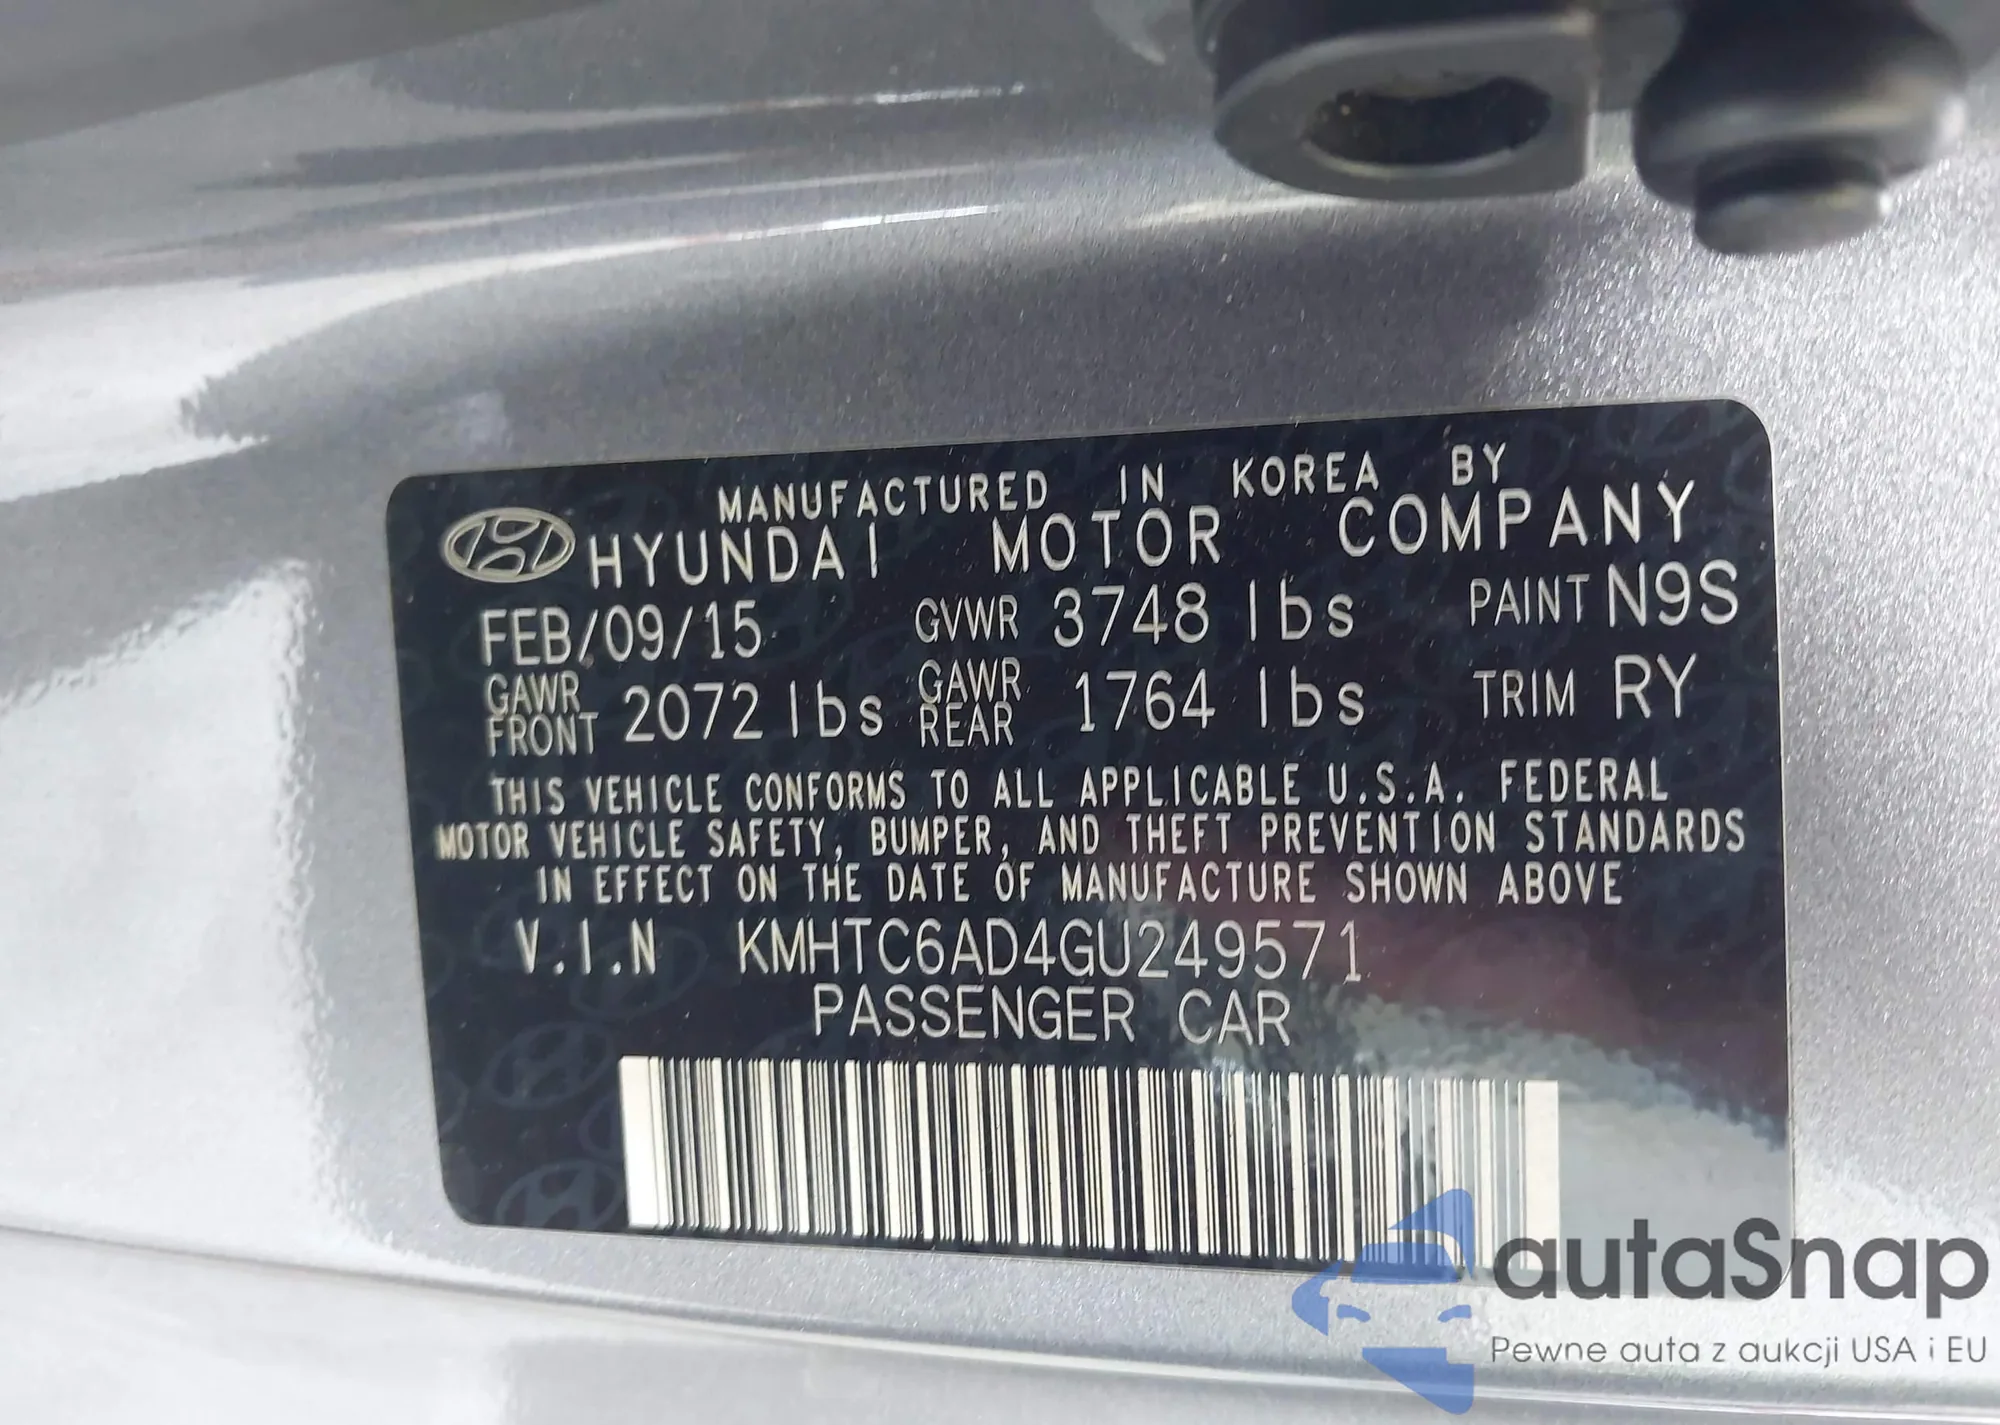 MANUFACTURED IN KOREA BY
HYUNDAI MOTOR COMPANY
FEB/09/15 GVWR 3748 lbs PAINT N9S
GAWR FRONT 2072 lbs GAWR REAR 1764 lbs TRIM RY
THIS VEHICLE CONFORMS TO ALL APPLICABLE U.S.A. FEDERAL
MOTOR VEHICLE SAFETY, BUMPER, AND THEFT PREVENTION STANDARDS
IN EFFECT ON THE DATE OF MANUFACTURE SHOWN ABOVE
V.I.N KMHTC6AD4GU249571
PASSENGER CAR
autaSnap
Pewne auta z aukcji USA i EU